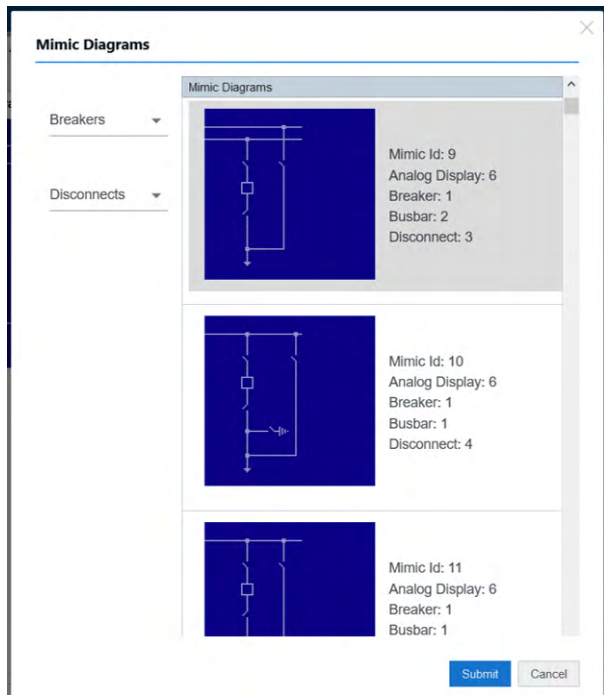 Mimic Diagrams
Mimic Diagrams
Breakers
Disconnects
Mimic Id: 9
Analog Display: 6
Breaker: 1
Busbar: 2
Disconnect: 3
Mimic Id: 10
Analog Display: 6
Breaker: 1
Busbar: 1
Disconnect: 4
Mimic Id: 11
Analog Display: 6
Breaker: 1
Busbar: 1
Submit Cancel